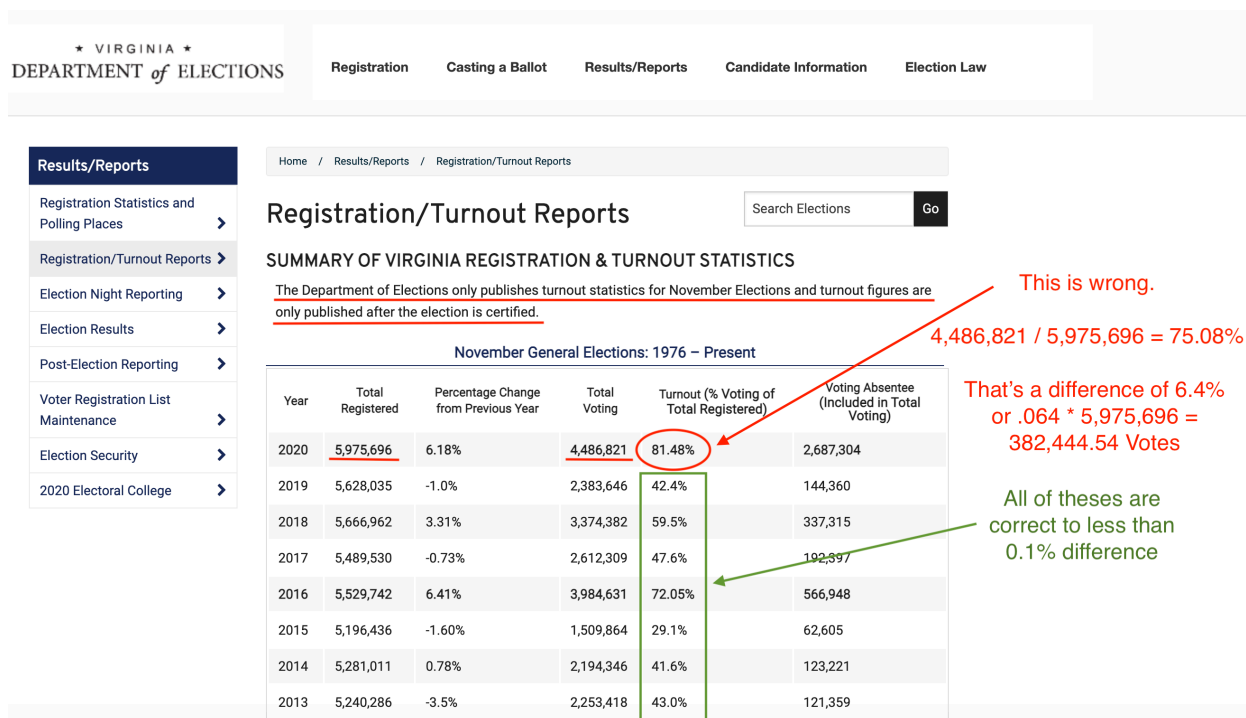 ★ VIRGINIA ★
DEPARTMENT of ELECTIONS
Registration Casting a Ballot Results/Reports Candidate Information Election Law
Results/Reports
Registration Statistics and
Polling Places
Registration/Turnout Reports
Election Night Reporting
Election Results
Post-Election Reporting
Voter Registration List
Maintenance
Election Security
2020 Electoral College
Home / Results/Reports / Registration/Turnout Reports
Registration/Turnout Reports
Search Elections Go
SUMMARY OF VIRGINIA REGISTRATION & TURNOUT STATISTICS
The Department of Elections only publishes turnout statistics for November Elections and turnout figures are
only published after the election is certified.
November General Elections: 1976 – Present
Year Total Registered Percentage Change from Previous Year Total Voting Turnout (% Voting of Total Registered) Voting Absentee (Included in Total Voting)
2020 5,975,696 6.18% 4,486,821 81.48% 2,687,304
2019 5,628,035 -1.0% 2,383,646 42.4% 144,360
2018 5,666,962 3.31% 3,374,382 59.5% 337,315
2017 5,489,530 -0.73% 2,612,309 47.6% 192,397
2016 5,529,742 6.41% 3,984,631 72.05% 566,948
2015 5,196,436 -1.60% 1,509,864 29.1% 62,605
2014 5,281,011 0.78% 2,194,346 41.6% 123,221
2013 5,240,286 -3.5% 2,253,418 43.0% 121,359
This is wrong.
4,486,821 / 5,975,696 = 75.08%
That's a difference of 6.4%
or .064 * 5,975,696 =
382,444.54 Votes
All of theses are
correct to less than
0.1% difference